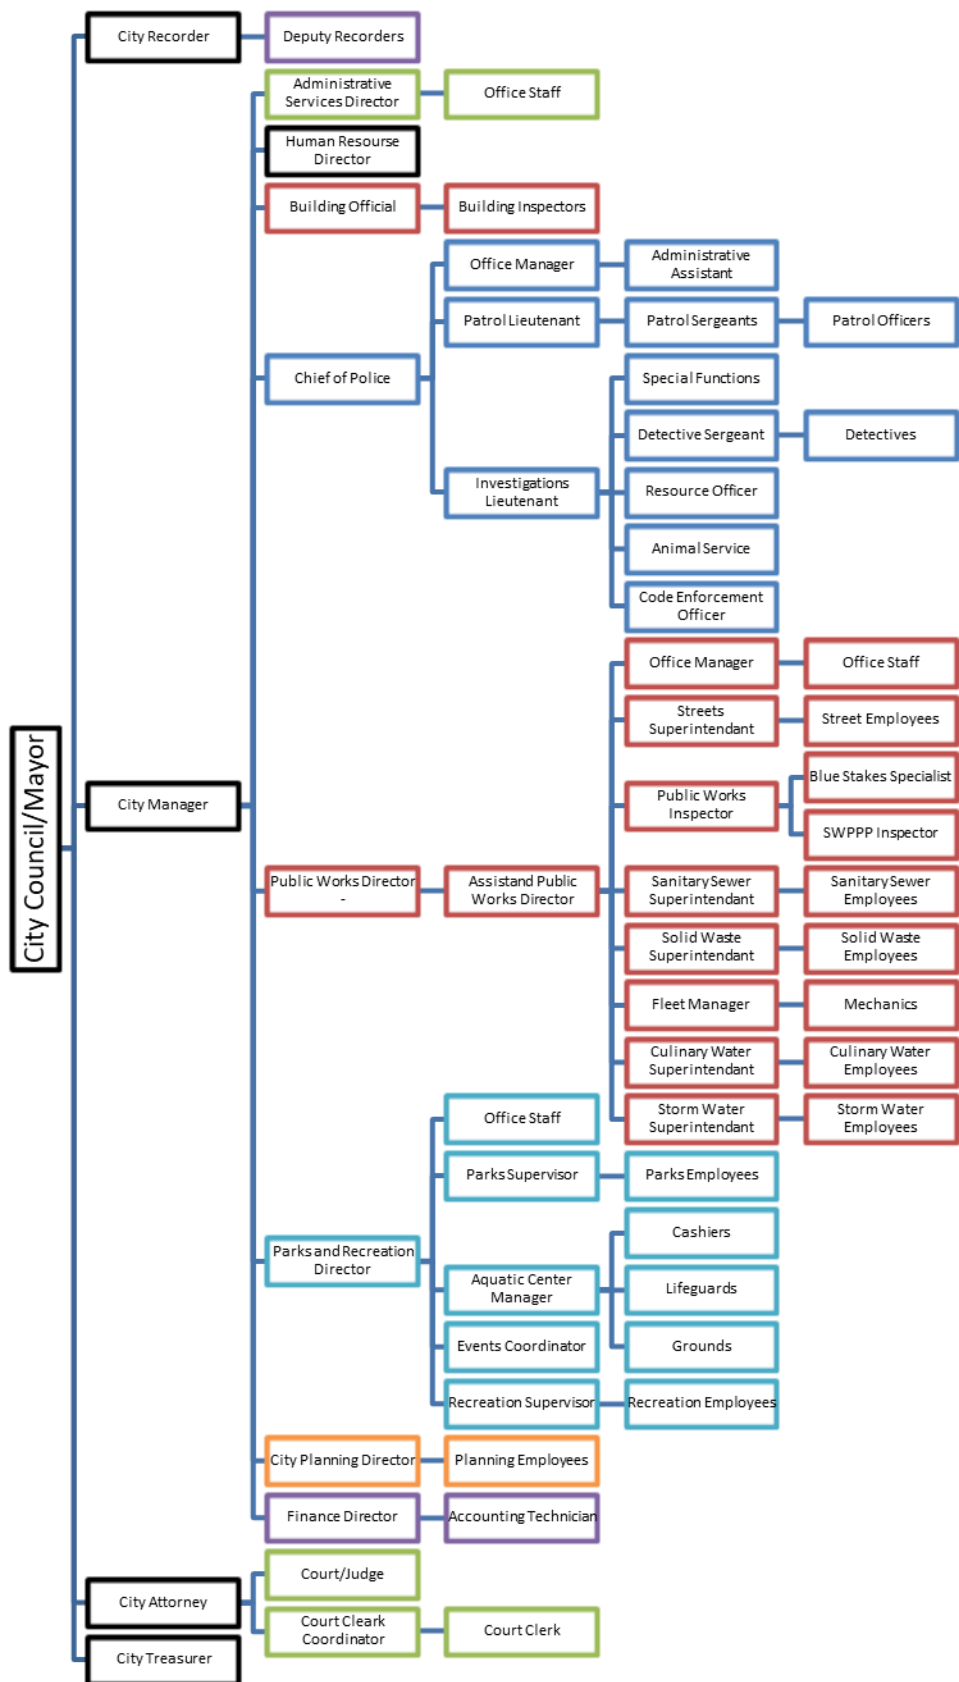 City Council/Mayor
City Recorder
Deputy Recorders
City Manager
Administrative
Services Director
Office Staff
Human Resourse
Director
Building Official
Building Inspectors
Chief of Police
Office Manager
Administrative
Assistant
Patrol Lieutenant
Patrol Sergeants
Patrol Officers
Investigations
Lieutenant
Special Functions
Detective Sergeant
Detectives
Resource Officer
Animal Service
Code Enforcement
Officer
Public Works Director
-
Assistand Public
Works Director
Office Manager
Office Staff
Streets
Superintendant
Street Employees
Public Works
Inspector
Blue Stakes Specialist
SWPPP Inspector
Sanitary Sewer
Superintendant
Sanitary Sewer
Employees
Solid Waste
Superintendant
Solid Waste
Employees
Fleet Manager
Mechanics
Culinary Water
Superintendant
Culinary Water
Employees
Storm Water
Superintendant
Storm Water
Employees
Parks and Recreation
Director
Office Staff
Parks Supervisor
Parks Employees
Aquatic Center
Manager
Cashiers
Lifeguards
Grounds
Events Coordinator
Recreation Supervisor
Recreation Employees
City Planning Director
Planning Employees
Finance Director
Accounting Technician
City Attorney
Court/Judge
Court Cleark
Coordinator
Court Clerk
City Treasurer